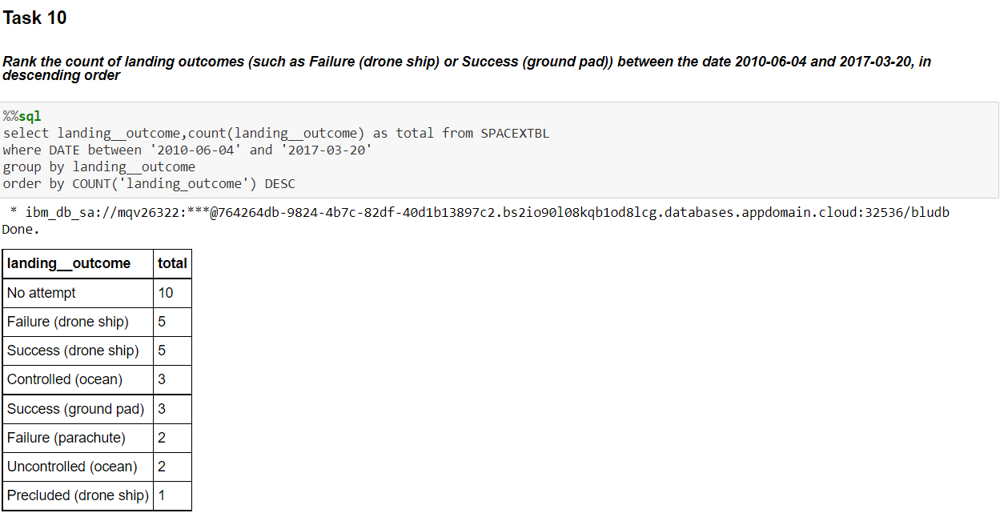 Task 10
Rank the count of landing outcomes (such as Failure (drone ship) or Success (ground pad)) between the date 2010-06-04 and 2017-03-20, in
descending order
%%sql
select landing__outcome,count(landing__outcome) as total from SPACEXTBL
where DATE between '2010-06-04' and '2017-03-20'
group by landing__outcome
order by COUNT('landing_outcome') DESC
* ibm_db_sa://mqv26322:***@764264db-9824-4b7c-82df-40d1b13897c2.bs2io90l08kqb1od8lcg.databases.appdomain.cloud:32536/bludb
Done.
landing__outcome total
No attempt 10
Failure (drone ship) 5
Success (drone ship) 5
Controlled (ocean) 3
Success (ground pad) 3
Failure (parachute) 2
Uncontrolled (ocean) 2
Precluded (drone ship) 1